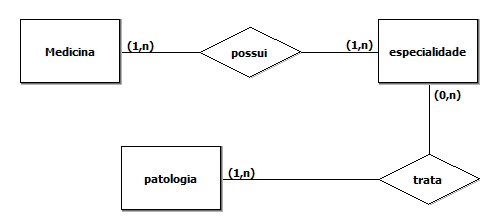 Medicina
(1,n)
possui
(1,n)
especialidade
(0,n)
patologia
(1,n)
trata